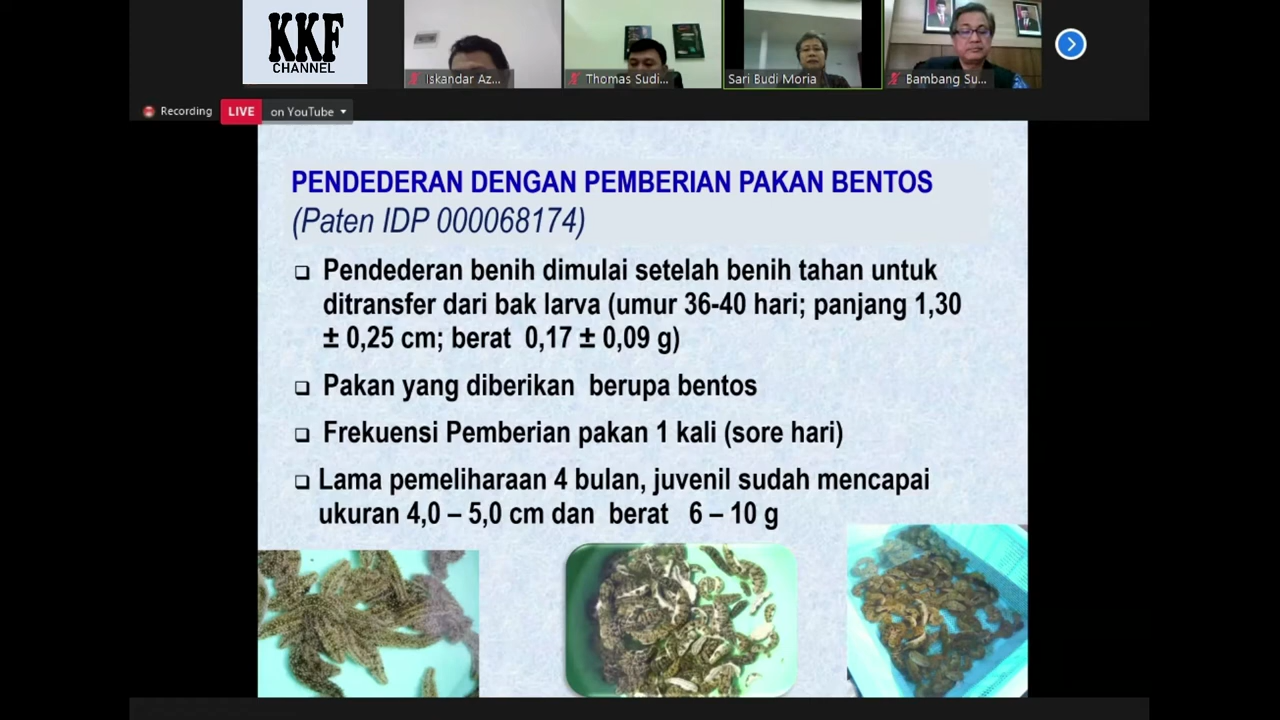 KKF
CHANNEL
Iskandar Az...
Thomas Sudi...
Sari Budi Moria
Bambang Su...
Recording
LIVE
on YouTube
PENDEDERAN DENGAN PEMBERIAN PAKAN BENTOS
(Paten IDP 000068174)
Pendederan benih dimulai setelah benih tahan untuk
ditransfer dari bak larva (umur 36-40 hari; panjang 1,30
± 0,25 cm; berat 0,17 ± 0,09 g)
Pakan yang diberikan berupa bentos
Frekuensi Pemberian pakan 1 kali (sore hari)
Lama pemeliharaan 4 bulan, juvenil sudah mencapai
ukuran 4,0 – 5,0 cm dan berat 6 – 10 g